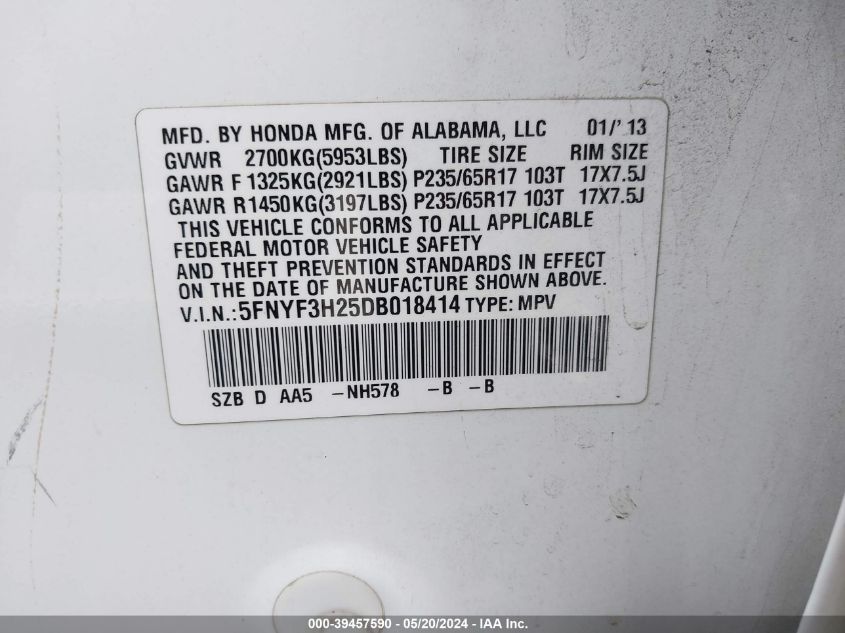 MFD. BY HONDA MFG. OF ALABAMA, LLC 01/' 13
GVWR 2700KG(5953LBS) TIRE SIZE RIM SIZE
GAWR F 1325KG(2921LBS) P235/65R17 103T 17X7.5J
GAWR R1450KG(3197LBS) P235/65R17 103T 17X7.5J
THIS VEHICLE CONFORMS TO ALL APPLICABLE
FEDERAL MOTOR VEHICLE SAFETY
AND THEFT PREVENTION STANDARDS IN EFFECT
ON THE DATE OF MANUFACTURE SHOWN ABOVE.
V.I.N.:5FNYF3H25DB018414 TYPE: MPV
SZB D AA5 -NH578 -B -B
000-39457590 - 05/20/2024 - IAA Inc.